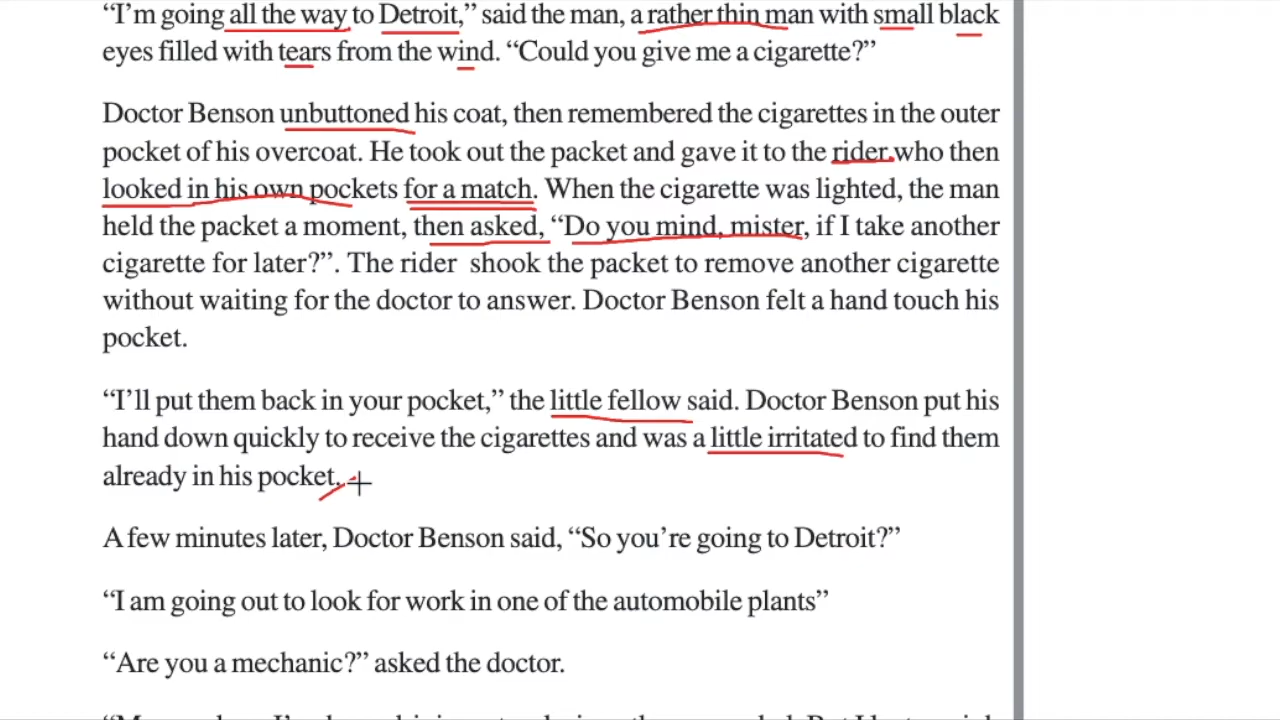 “I’m going all the way to Detroit,” said the man, a rather thin man with small black
eyes filled with tears from the wind. “Could you give me a cigarette?”
Doctor Benson unbuttoned his coat, then remembered the cigarettes in the outer
pocket of his overcoat. He took out the packet and gave it to the rider who then
looked in his own pockets for a match. When the cigarette was lighted, the man
held the packet a moment, then asked, “Do you mind, mister, if I take another
cigarette for later?”. The rider shook the packet to remove another cigarette
without waiting for the doctor to answer. Doctor Benson felt a hand touch his
pocket.
“I’ll put them back in your pocket,” the little fellow said. Doctor Benson put his
hand down quickly to receive the cigarettes and was a little irritated to find them
already in his pocket.
A few minutes later, Doctor Benson said, “So you’re going to Detroit?”
“I am going out to look for work in one of the automobile plants”
“Are you a mechanic?” asked the doctor.